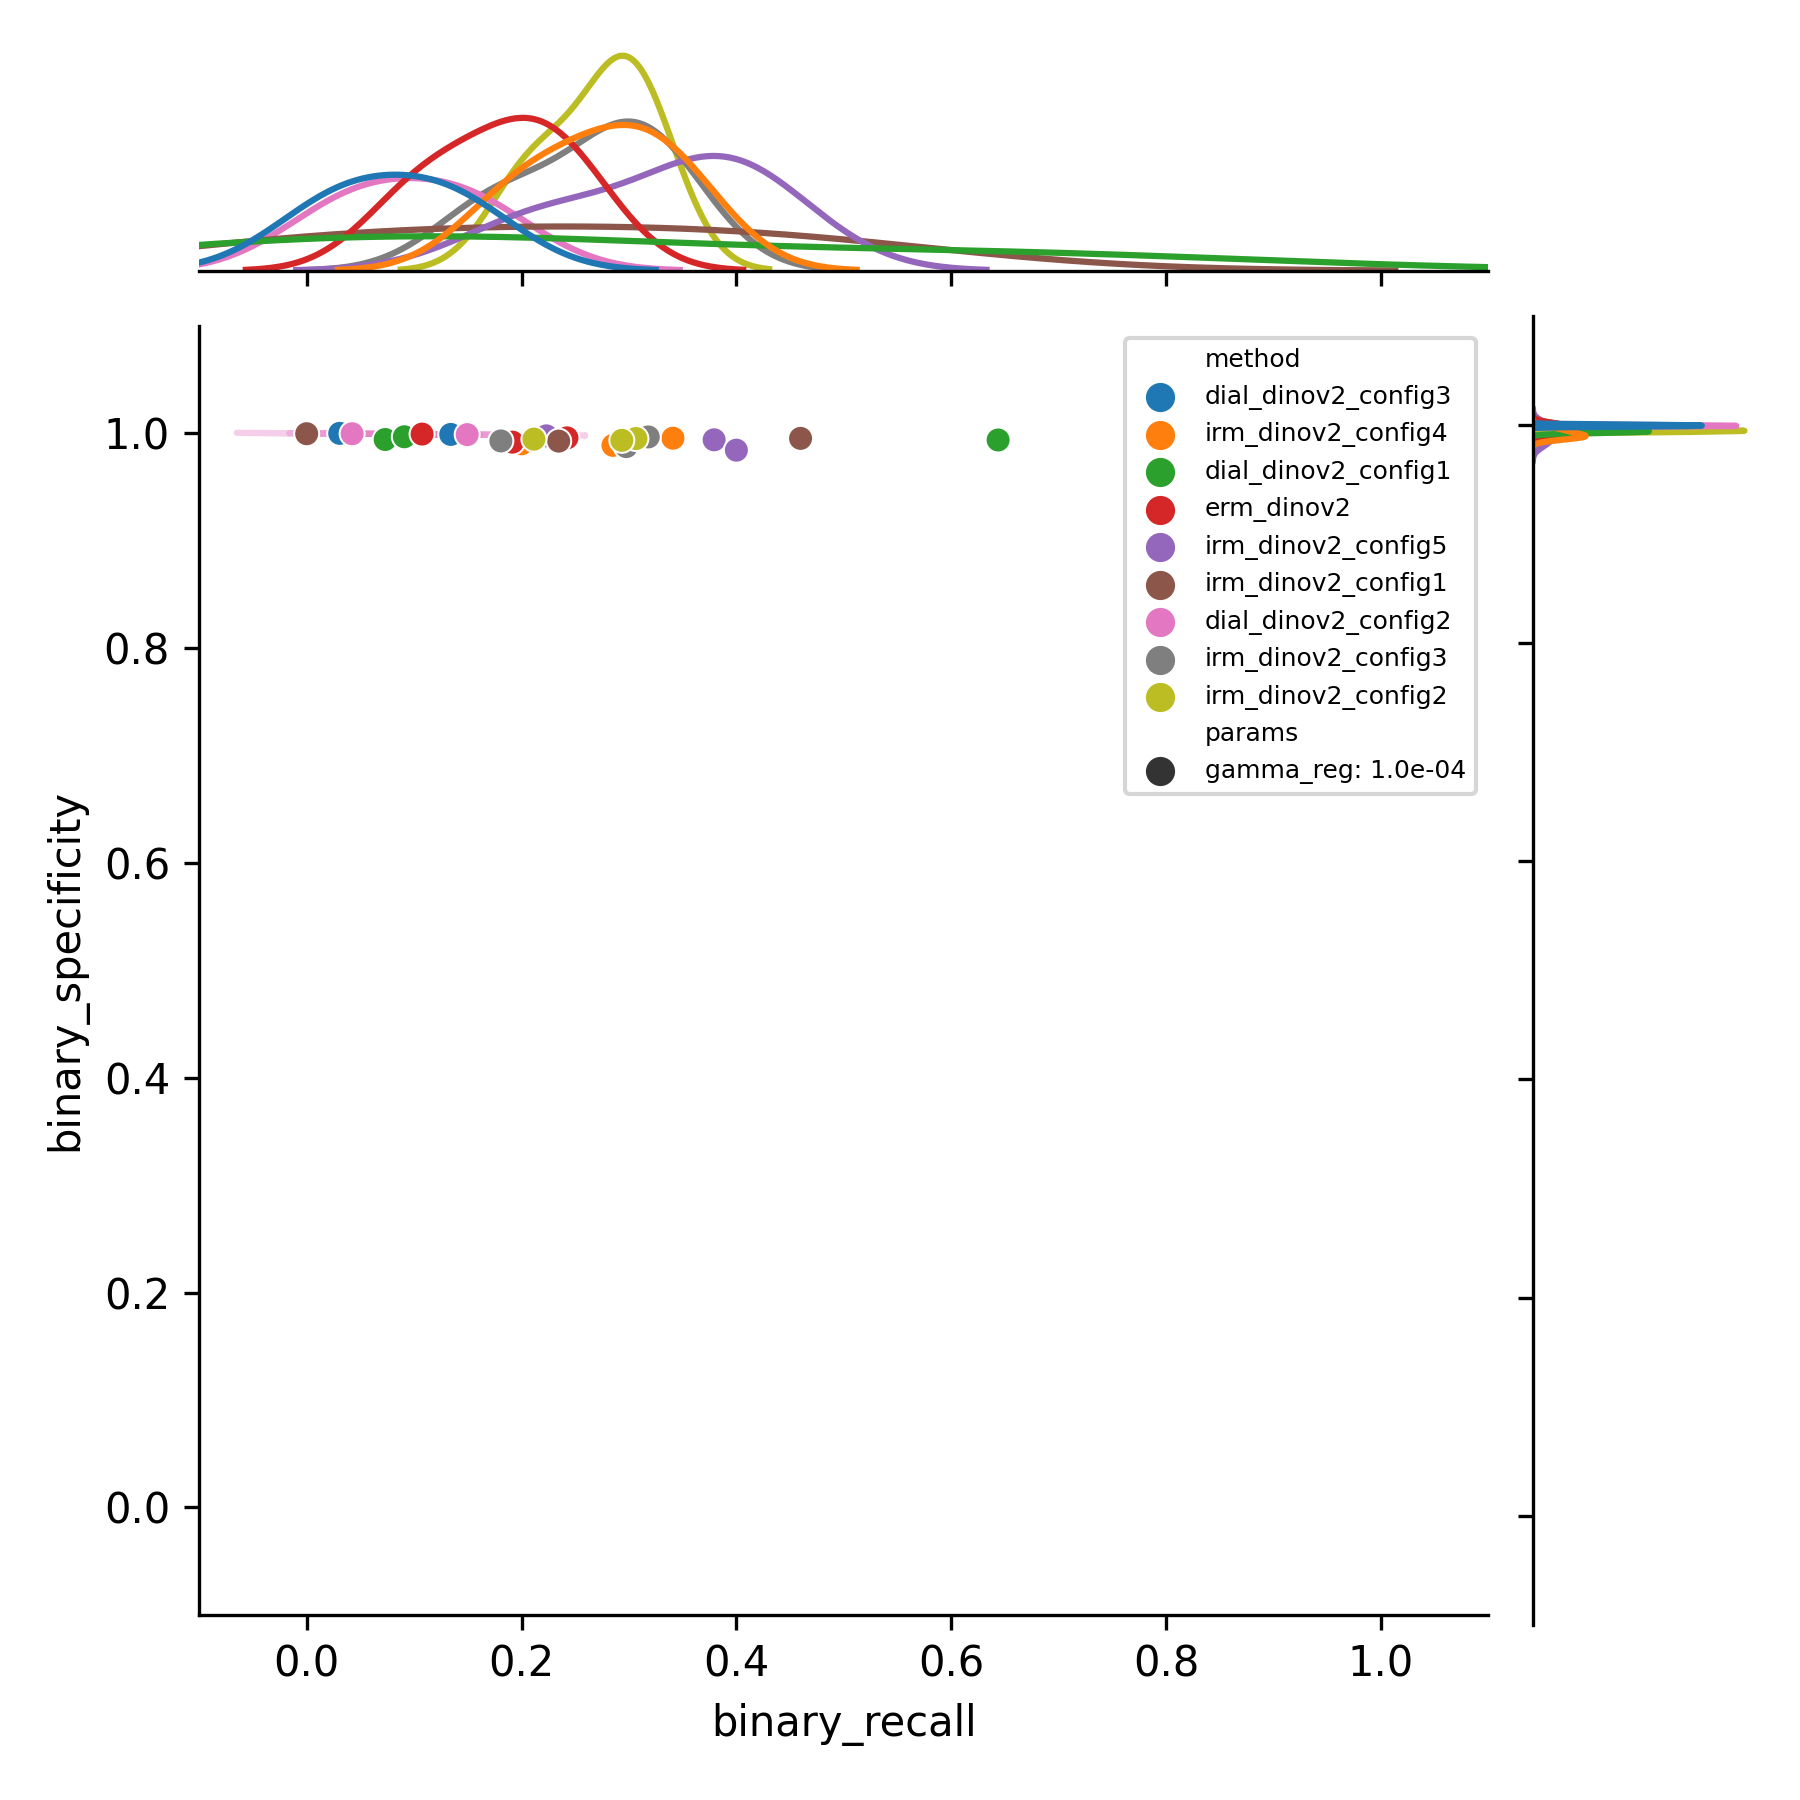 method
dial_dinov2_config3
irm_dinov2_config4
dial_dinov2_config1
erm_dinov2
irm_dinov2_config5
irm_dinov2_config1
dial_dinov2_config2
irm_dinov2_config3
irm_dinov2_config2
params
gamma_reg: 1.0e-04
binary_specificity
1.0
0.8
0.6
0.4
0.2
0.0
0.0 0.2 0.4 0.6 0.8 1.0
binary_recall